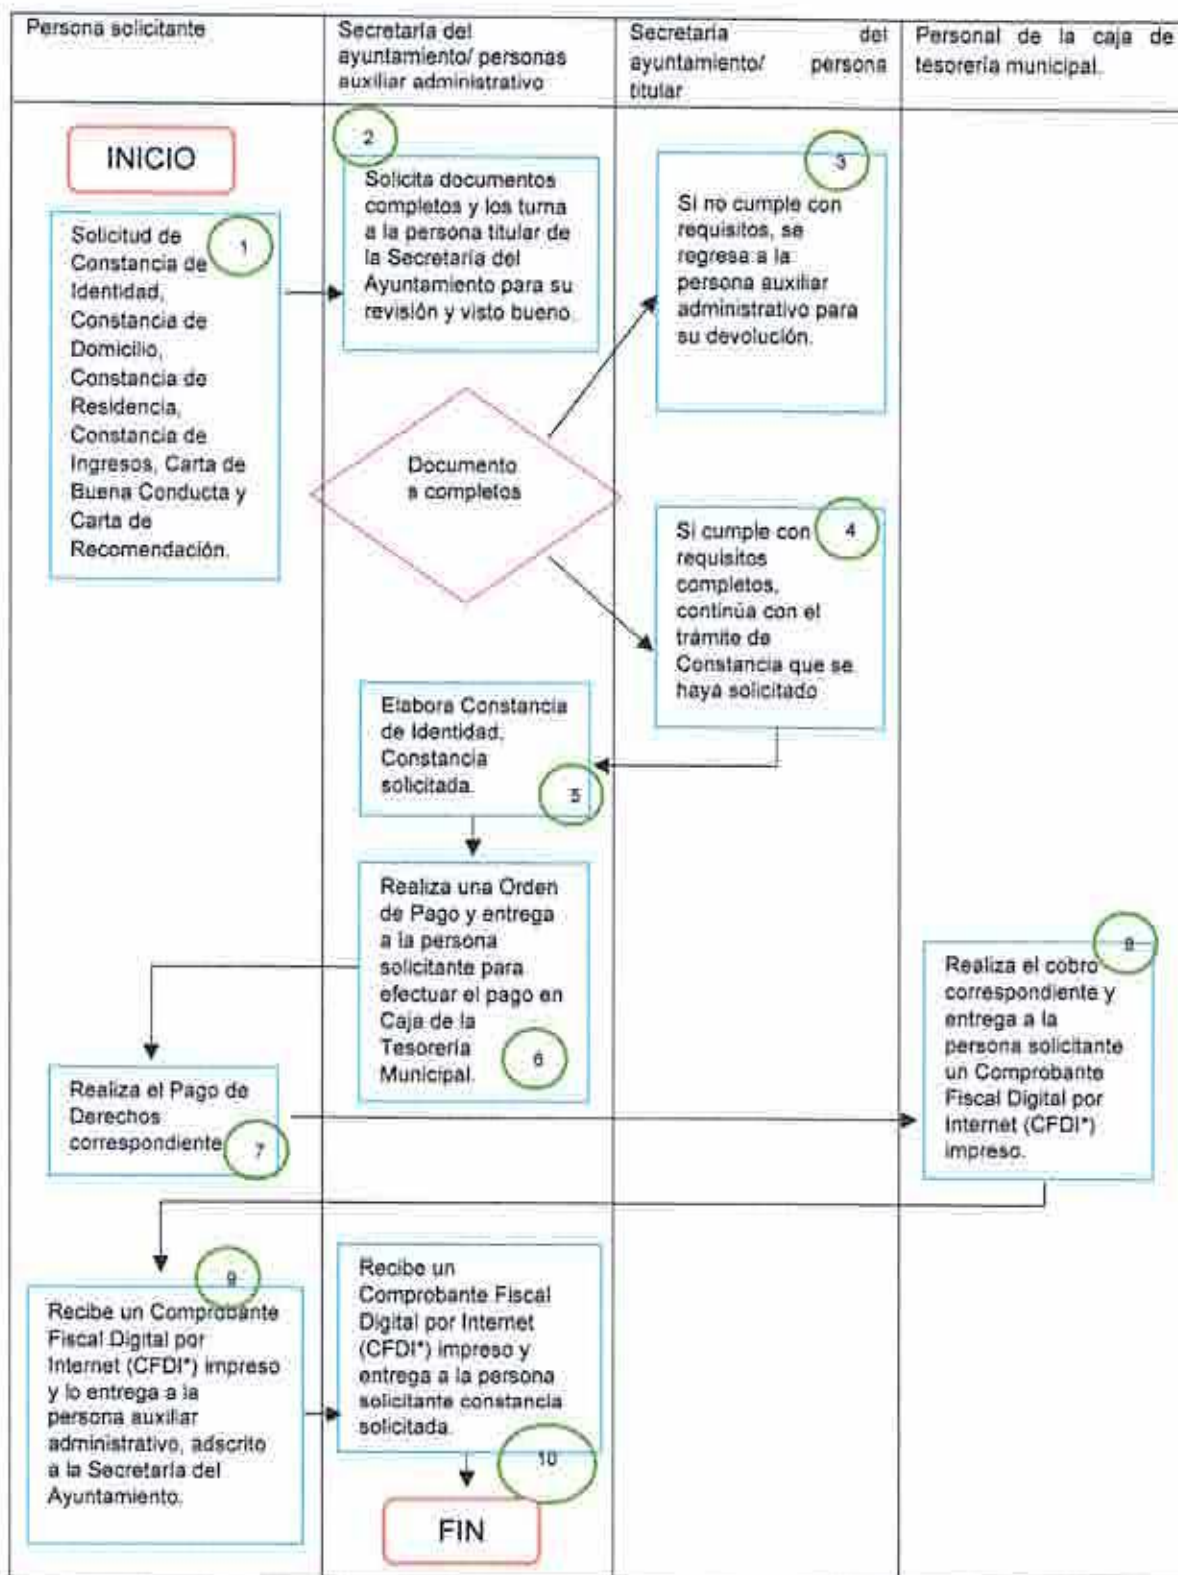 Persona solicitante
Secretaría del
ayuntamiento/ personas
auxiliar administrativo
Secretaría del
ayuntamiento/ persona
titular
Personal de la caja de
tesorería municipal.
INICIO
1
Solicitud de
Constancia de
Identidad,
Constancia de
Domicilio,
Constancia de
Residencia,
Constancia de
Ingresos, Carta de
Buena Conducta y
Carta de
Recomendación.
2
Solicita documentos
completos y los turna
a la persona titular de
la Secretaría del
Ayuntamiento para su
revisión y visto bueno.
Documento
s completos
3
Si no cumple con
requisitos, se
regresa a la
persona auxiliar
administrativo para
su devolución.
4
Si cumple con
requisitos
completos,
continúa con el
trámite de
Constancia que se
haya solicitado
Elabora Constancia
de Identidad,
Constancia
solicitada.
5
Realiza una Orden
de Pago y entrega
a la persona
solicitante para
efectuar el pago en
Caja de la
Tesorería
Municipal.
6
Realiza el Pago de
Derechos
correspondiente
7
8
Realiza el cobro
correspondiente y
entrega a la
persona solicitante
un Comprobante
Fiscal Digital por
Internet (CFDI*)
impreso.
9
Recibe un Comprobante
Fiscal Digital por
Internet (CFDI*) impreso
y lo entrega a la
persona auxiliar
administrativo, adscrito
a la Secretaría del
Ayuntamiento.
Recibe un
Comprobante Fiscal
Digital por Internet
(CFDI*) impreso y
entrega a la persona
solicitante constancia
solicitada.
10
FIN